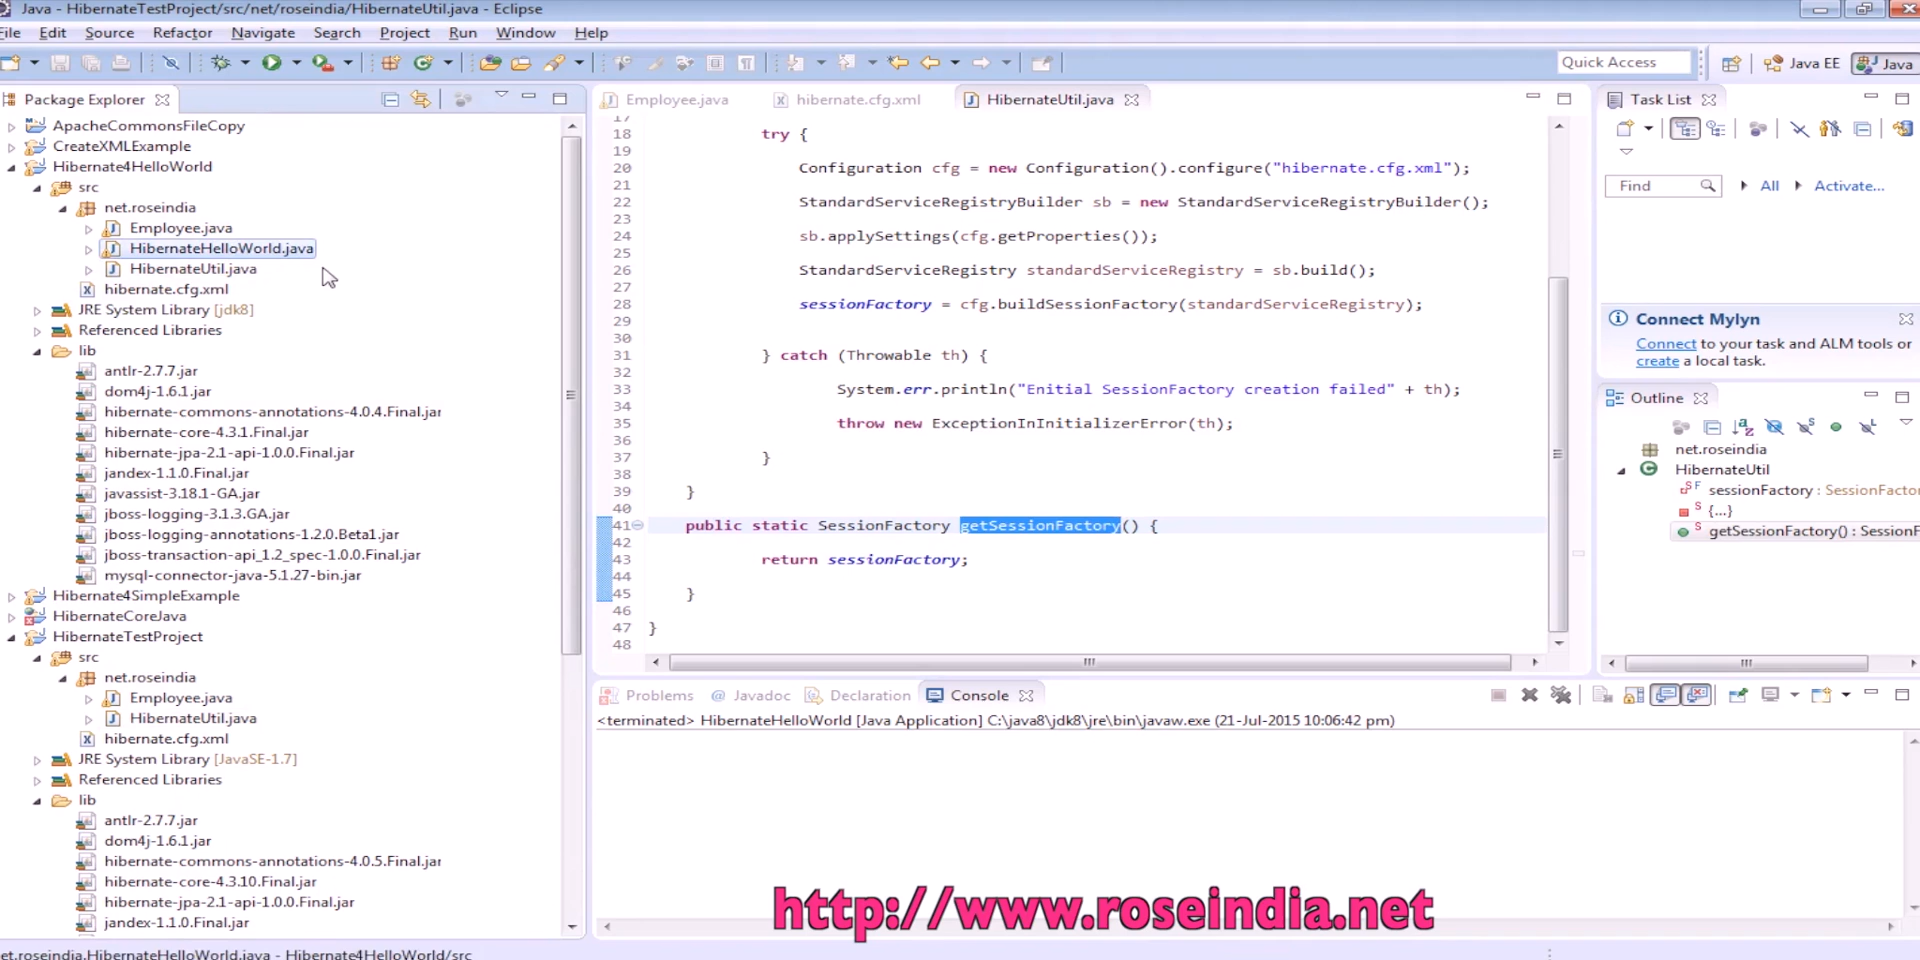 Java - HibernateTestProject/src/net/roseindia/HibernateUtil.java - Eclipse
File Edit Source Refactor Navigate Search Project Run Window Help
Quick Access Java EE Java
Package Explorer
ApacheCommonsFileCopy
CreateXMLExample
Hibernate4HelloWorld
src
net.roseindia
Employee.java
HibernateHelloWorld.java
HibernateUtil.java
hibernate.cfg.xml
JRE System Library [jdk8]
Referenced Libraries
lib
antlr-2.7.7.jar
dom4j-1.6.1.jar
hibernate-commons-annotations-4.0.4.Final.jar
hibernate-core-4.3.1.Final.jar
hibernate-jpa-2.1-api-1.0.0.Final.jar
jandex-1.1.0.Final.jar
javassist-3.18.1-GA.jar
jboss-logging-3.1.3.GA.jar
jboss-logging-annotations-1.2.0.Beta1.jar
jboss-transaction-api_1.2_spec-1.0.0.Final.jar
mysql-connector-java-5.1.27-bin.jar
Hibernate4SimpleExample
HibernateCoreJava
HibernateTestProject
src
net.roseindia
Employee.java
HibernateUtil.java
hibernate.cfg.xml
JRE System Library [JavaSE-1.7]
Referenced Libraries
lib
antlr-2.7.7.jar
dom4j-1.6.1.jar
hibernate-commons-annotations-4.0.5.Final.jar
hibernate-core-4.3.10.Final.jar
hibernate-jpa-2.1-api-1.0.0.Final.jar
jandex-1.1.0.Final.jar
Employee.java hibernate.cfg.xml HibernateUtil.java
17
18 try {
19
20 Configuration cfg = new Configuration().configure("hibernate.cfg.xml");
21
22 StandardServiceRegistryBuilder sb = new StandardServiceRegistryBuilder();
23
24 sb.applySettings(cfg.getProperties());
25
26 StandardServiceRegistry standardServiceRegistry = sb.build();
27
28 sessionFactory = cfg.buildSessionFactory(standardServiceRegistry);
29
30
31 } catch (Throwable th) {
32
33 System.err.println("Enitial SessionFactory creation failed" + th);
34
35 throw new ExceptionInInitializerError(th);
36
37 }
38
39 }
40
41 public static SessionFactory getSessionFactory() {
42
43 return sessionFactory;
44
45 }
46
47 }
48
Task List
Find All Activate...
Connect Mylyn
Connect to your task and ALM tools or
create a local task.
Outline
net.roseindia
HibernateUtil
sessionFactory : SessionFacto
{...}
getSessionFactory() : SessionF
Problems Javadoc Declaration Console
<terminated> HibernateHelloWorld [Java Application] C:\java8\jdk8\jre\bin\javaw.exe (21-Jul-2015 10:06:42 pm)
http://www.roseindia.net
et.roseindia.HibernateHelloWorld.java - Hibernate4HelloWorld/src